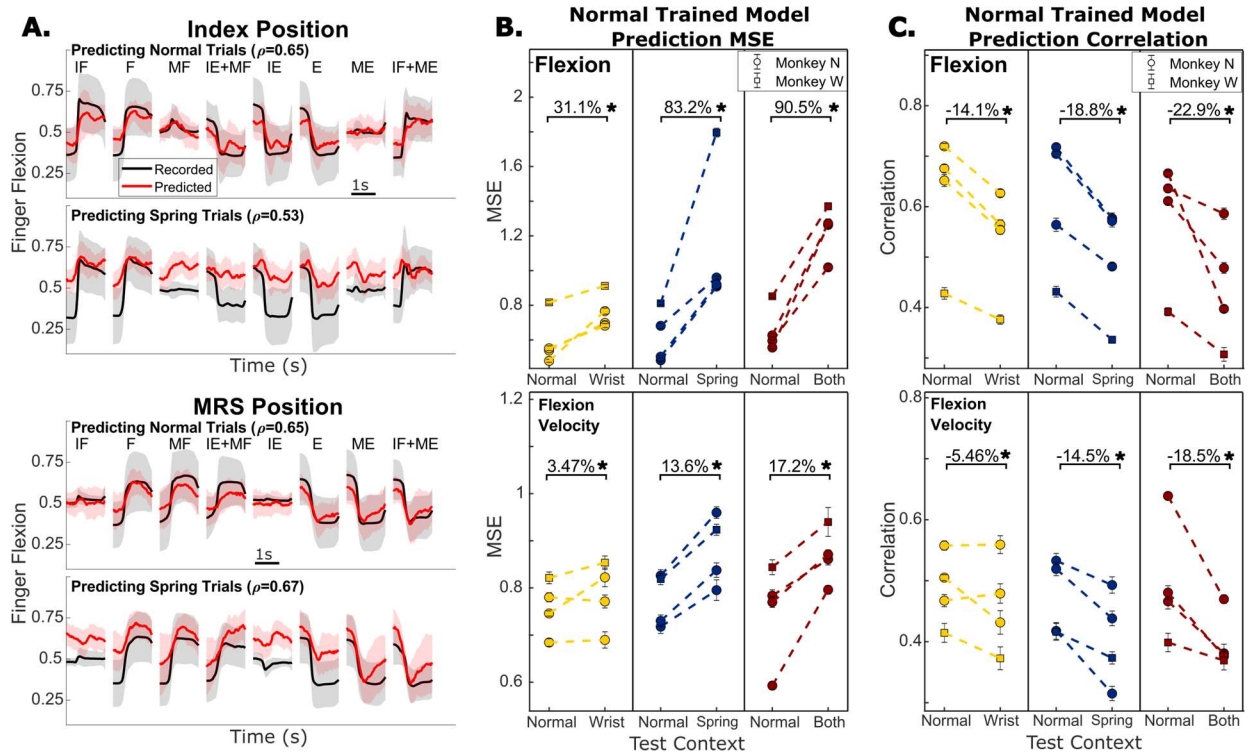 A.
Index Position
Predicting Normal Trials (ρ=0.65)
IF F MF IE+MF IE E ME IF+ME
0.75
0.5
0.25
Recorded
Predicted
1s
Finger Flexion
Predicting Spring Trials (ρ=0.53)
0.75
0.5
0.25
Time (s)
MRS Position
Predicting Normal Trials (ρ=0.65)
IF F MF IE+MF IE E ME IF+ME
0.75
0.5
0.25
1s
Finger Flexion
Predicting Spring Trials (ρ=0.67)
0.75
0.5
0.25
Time (s)
B.
Normal Trained Model
Prediction MSE
Flexion
Monkey N
Monkey W
31.1% *
83.2% *
90.5% *
2
1.6
1.2
0.8
MSE
Normal Wrist Normal Spring Normal Both
Flexion
Velocity
3.47% *
13.6% *
17.2% *
1.2
1
0.8
0.6
MSE
Normal Wrist Normal Spring Normal Both
Test Context
C.
Normal Trained Model
Prediction Correlation
Flexion
Monkey N
Monkey W
-14.1% *
-18.8% *
-22.9% *
0.8
0.6
0.4
Correlation
Normal Wrist Normal Spring Normal Both
Flexion
Velocity
-5.46% *
-14.5% *
-18.5% *
0.8
0.6
0.4
Correlation
Normal Wrist Normal Spring Normal Both
Test Context